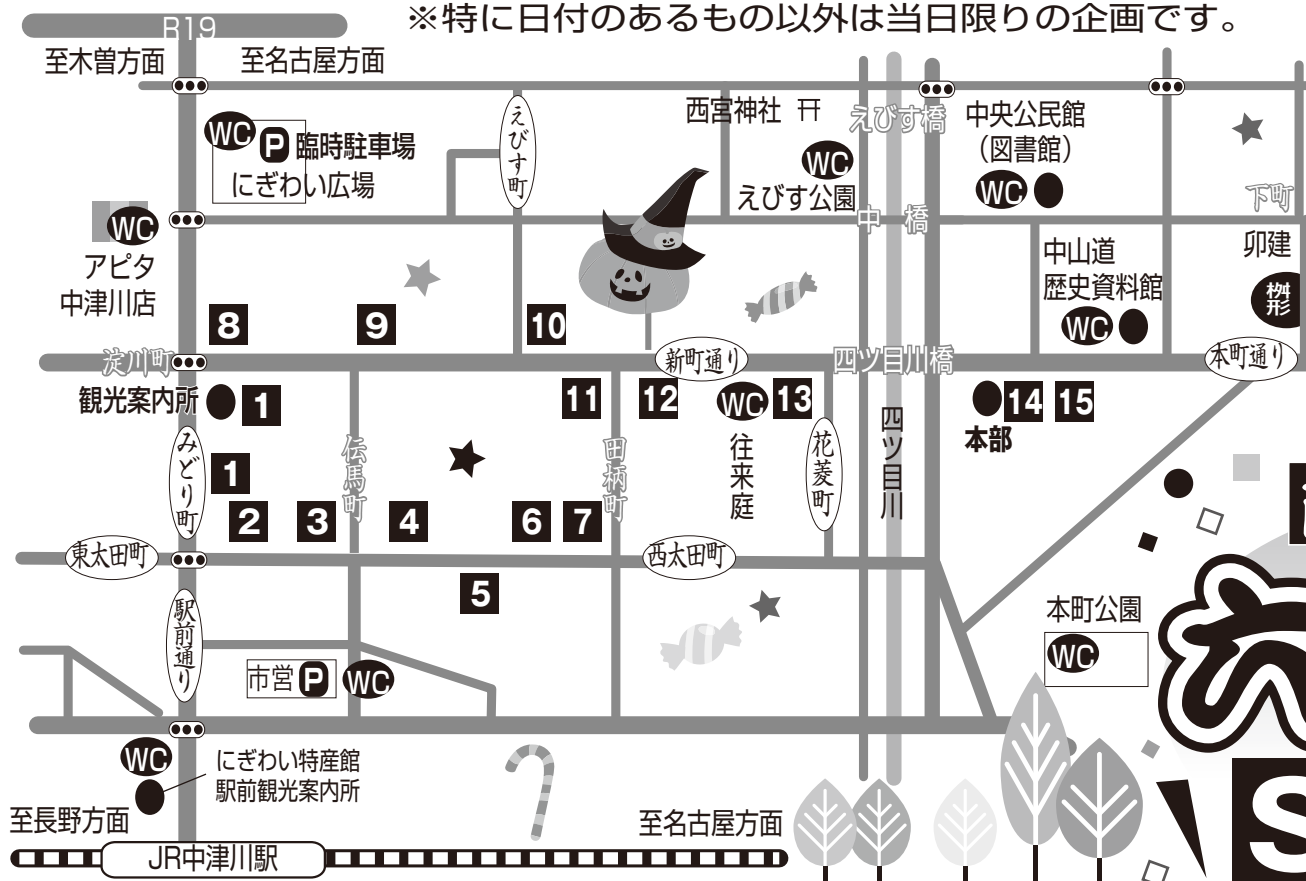 ※特に日付のあるもの以外は当日限りの企画です。
R19
至木曽方面
至名古屋方面
WC
P 臨時駐車場
にぎわい広場
えびす町
西宮神社
WC
えびす公園
えびす橋
中央公民館
(図書館)
WC
下町
WC
アピタ
中津川店
中橋
中山道
歴史資料館
WC
卯建
桝形
8
9
10
淀川町
新町通り
四ツ目川橋
本町通り
観光案内所
1
11
12
WC
13
14
15
本部
みどり町
1
伝馬町
田柄町
往来庭
花菱町
四ツ目川
2
3
4
6
7
東太田町
西太田町
5
駅前通り
市営 P WC
本町公園
WC
WC
にぎわい特産館
駅前観光案内所
至長野方面
至名古屋方面
JR中津川駅
S